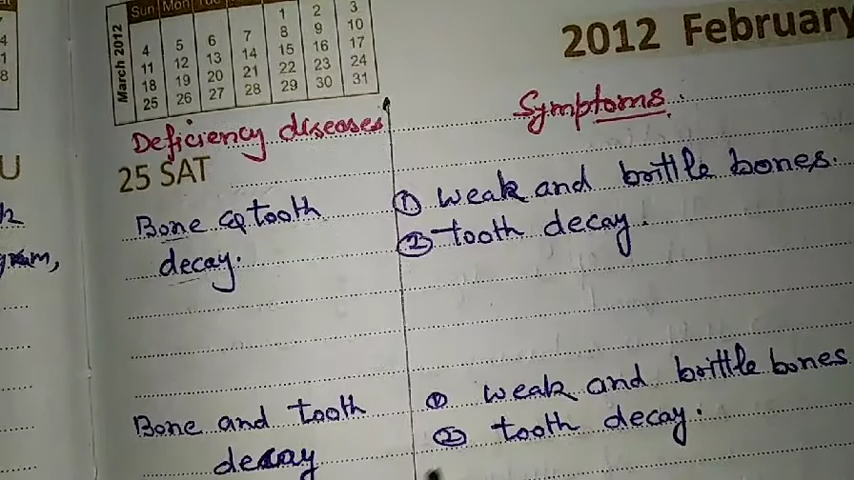 Sun Mon
1 2 3
4 5 6 7 8 9 10
11 12 13 14 15 16 17
18 19 20 21 22 23 24
25 26 27 28 29 30 31
March 2012
2012 February
Deficiency diseases Symptoms
25 SAT
Bone & tooth ① weak and brittle bones.
decay. ② tooth decay.
Bone and tooth ① weak and brittle bones
decay ② tooth decay.